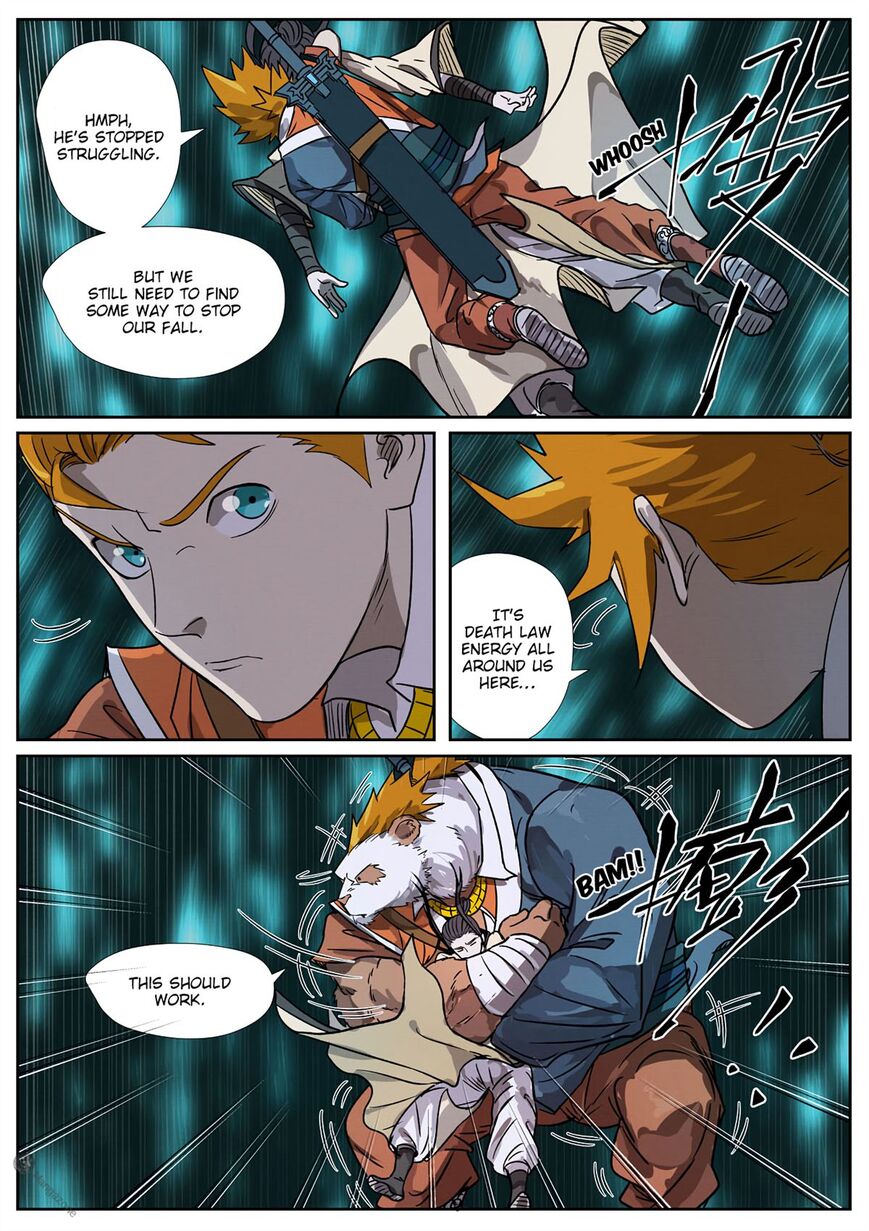 HMPH,
HE'S STOPPED
STRUGGLING.
WHOOSH
BUT WE
STILL NEED TO FIND
SOME WAY TO STOP
OUR FALL.
IT'S
DEATH LAW
ENERGY ALL
AROUND US
HERE...
BAM!!
THIS SHOULD
WORK.